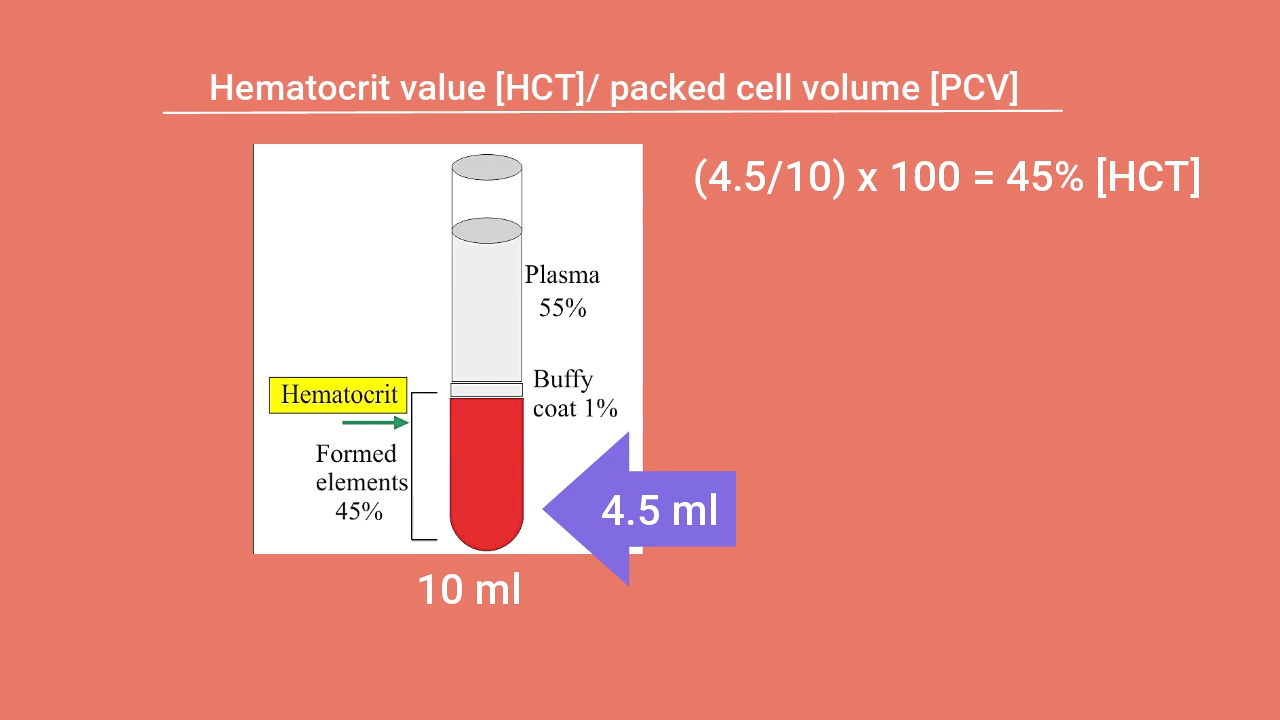 Hematocrit value [HCT]/ packed cell volume [PCV]
(4.5/10) x 100 = 45% [HCT]
Plasma
55%
Buffy
coat 1%
Hematocrit
Formed
elements
45%
4.5 ml
10 ml